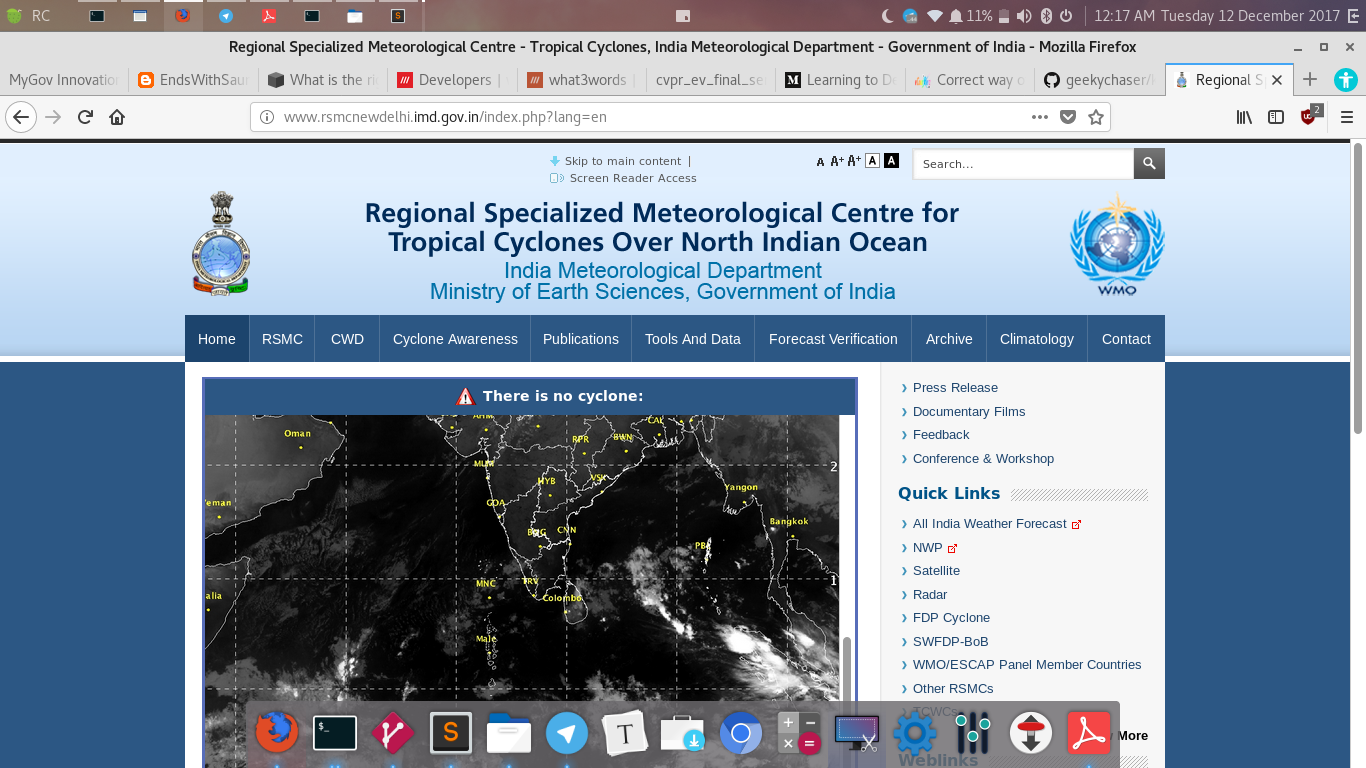 RC
11%
12:17 AM Tuesday 12 December 2017
Regional Specialized Meteorological Centre - Tropical Cyclones, India Meteorological Department - Government of India - Mozilla Firefox
MyGov Innovation
EndsWithSau
What is the ri
Developers |
what3words |
cvpr_ev_final_se
Learning to De
Correct way o
geekychaser/
Regional S
www.rsmcnewdelhi.imd.gov.in/index.php?lang=en
2
Skip to main content |
Screen Reader Access
A A+ A++ A A
Search...
Regional Specialized Meteorological Centre for
Tropical Cyclones Over North Indian Ocean
India Meteorological Department
Ministry of Earth Sciences, Government of India
WMO
Home
RSMC
CWD
Cyclone Awareness
Publications
Tools And Data
Forecast Verification
Archive
Climatology
Contact
There is no cyclone:
AHM
CAL
Oman
RPR
BWN
MUM
2
HYB
VSK
Yangon
eman
GOA
Bangkok
BNG
CNN
PBL
MNC
TRV
1
alia
Colombo
Male
Press Release
Documentary Films
Feedback
Conference & Workshop
Quick Links
All India Weather Forecast
NWP
Satellite
Radar
FDP Cyclone
SWFDP-BoB
WMO/ESCAP Panel Member Countries
Other RSMCs
TCWCs
More
Weblinks
$_
S
T